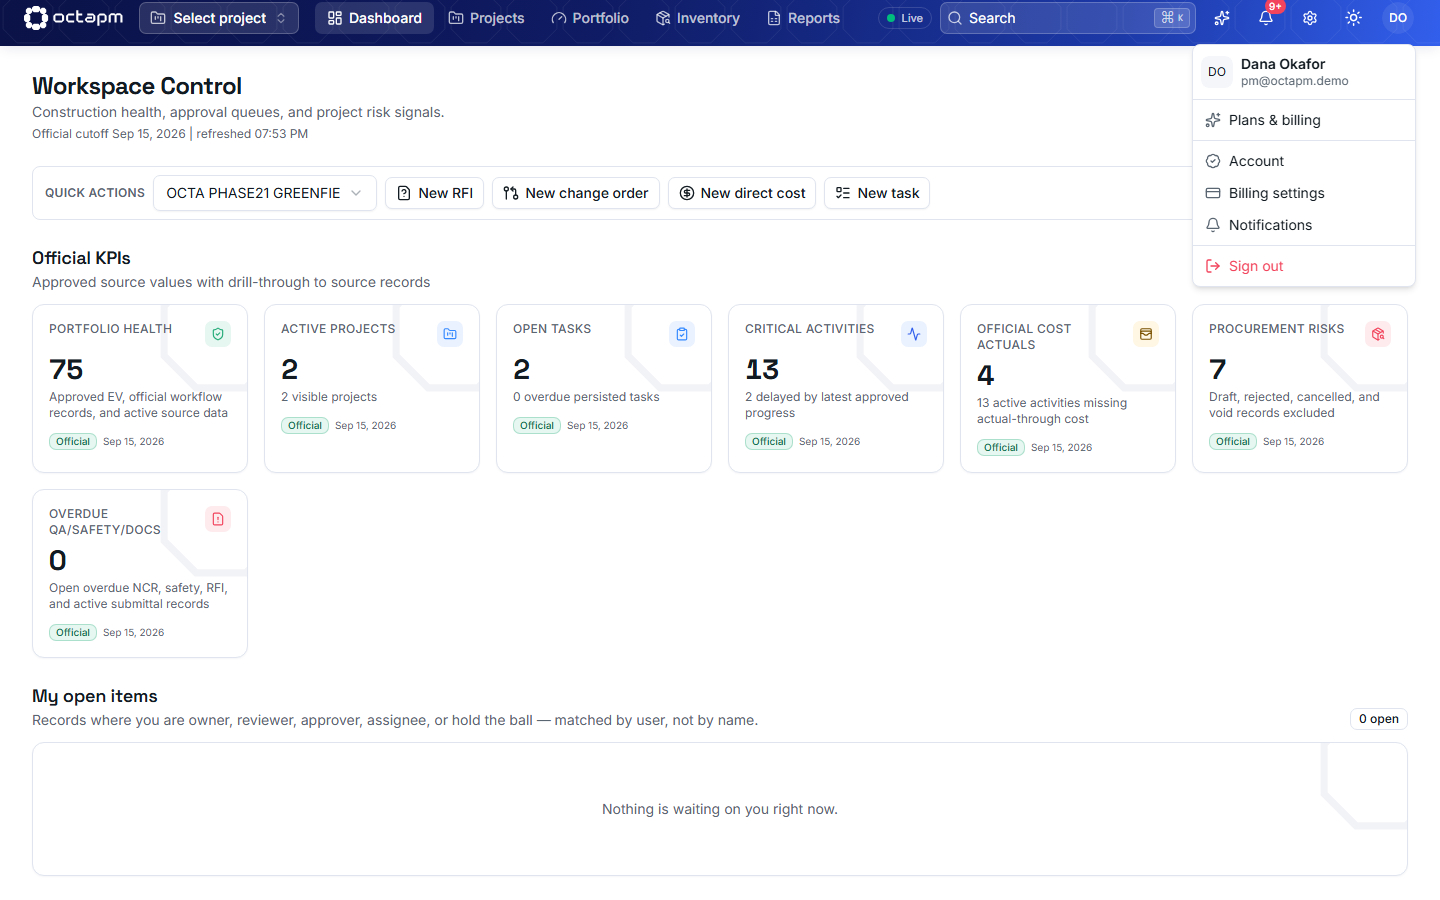 octapm
Select project
Dashboard
Projects
Portfolio
Inventory
Reports
Live
Search
⌘ K
9+
DO
DO
Dana Okafor
pm@octapm.demo
Plans & billing
Account
Billing settings
Notifications
Sign out
Workspace Control
Construction health, approval queues, and project risk signals.
Official cutoff Sep 15, 2026 | refreshed 07:53 PM
QUICK ACTIONS
OCTA PHASE21 GREENFIE
New RFI
New change order
New direct cost
New task
Official KPIs
Approved source values with drill-through to source records
PORTFOLIO HEALTH
75
Approved EV, official workflow
records, and active source data
Official Sep 15, 2026
ACTIVE PROJECTS
2
2 visible projects
Official Sep 15, 2026
OPEN TASKS
2
0 overdue persisted tasks
Official Sep 15, 2026
CRITICAL ACTIVITIES
13
2 delayed by latest approved
progress
Official Sep 15, 2026
OFFICIAL COST
ACTUALS
4
13 active activities missing
actual-through cost
Official Sep 15, 2026
PROCUREMENT RISKS
7
Draft, rejected, cancelled, and
void records excluded
Official Sep 15, 2026
OVERDUE
QA/SAFETY/DOCS
0
Open overdue NCR, safety, RFI,
and active submittal records
Official Sep 15, 2026
My open items
Records where you are owner, reviewer, approver, assignee, or hold the ball — matched by user, not by name.
0 open
Nothing is waiting on you right now.